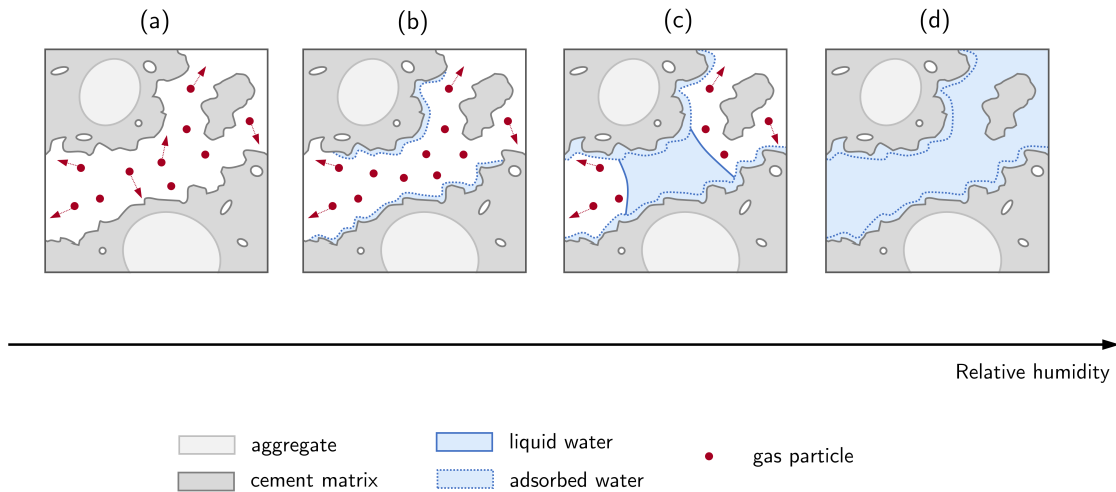 (a)
(b)
(c)
(d)
Relative humidity
aggregate
liquid water
gas particle
cement matrix
adsorbed water